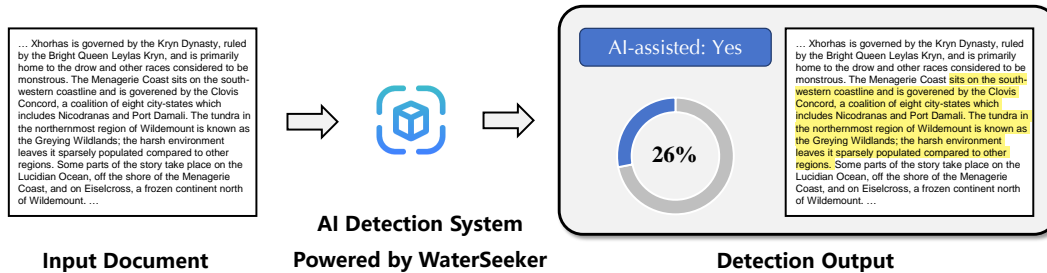 ... Xhorhas is governed by the Kryn Dynasty, ruled
by the Bright Queen Leylas Kryn, and is primarily
home to the drow and other races considered to be
monstrous. The Menagerie Coast sits on the south-
western coastline and is goverened by the Clovis
Concord, a coalition of eight city-states which
includes Nicodranas and Port Damali. The tundra in
the northernmost region of Wildemount is known as
the Greying Wildlands; the harsh environment
leaves it sparsely populated compared to other
regions. Some parts of the story take place on the
Lucidian Ocean, off the shore of the Menagerie
Coast, and on Eiselcross, a frozen continent north
of Wildemount. ...
Input Document
AI Detection System
Powered by WaterSeeker
AI-assisted: Yes
26%
... Xhorhas is governed by the Kryn Dynasty, ruled
by the Bright Queen Leylas Kryn, and is primarily
home to the drow and other races considered to be
monstrous. The Menagerie Coast sits on the south-
western coastline and is goverened by the Clovis
Concord, a coalition of eight city-states which
includes Nicodranas and Port Damali. The tundra in
the northernmost region of Wildemount is known as
the Greying Wildlands; the harsh environment
leaves it sparsely populated compared to other
regions. Some parts of the story take place on the
Lucidian Ocean, off the shore of the Menagerie
Coast, and on Eiselcross, a frozen continent north
of Wildemount. ...
Detection Output